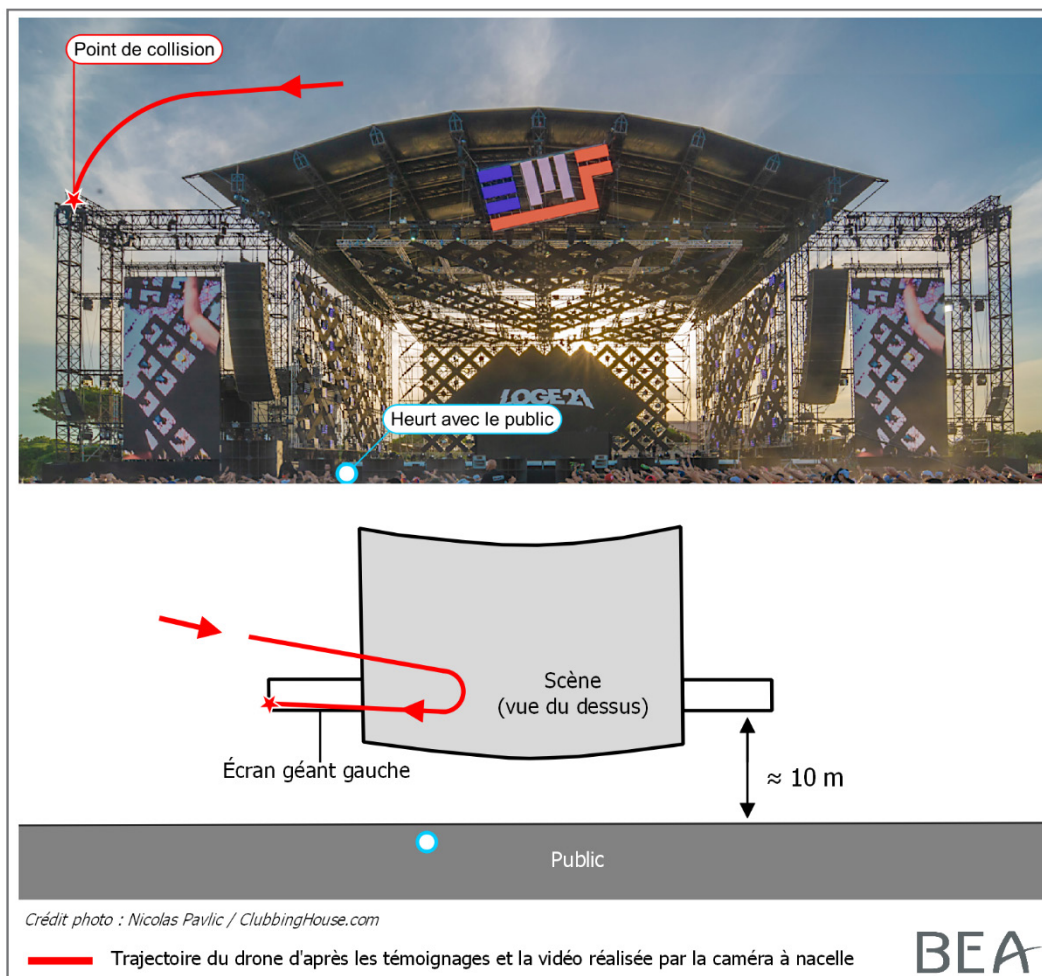 Point de collision
EMF
LOGE21
Heurt avec le public
Scène
(vue du dessus)
Écran géant gauche
≈ 10 m
Public
Crédit photo : Nicolas Pavlic / ClubbingHouse.com
Trajectoire du drone d'après les témoignages et la vidéo réalisée par la caméra à nacelle
BEA